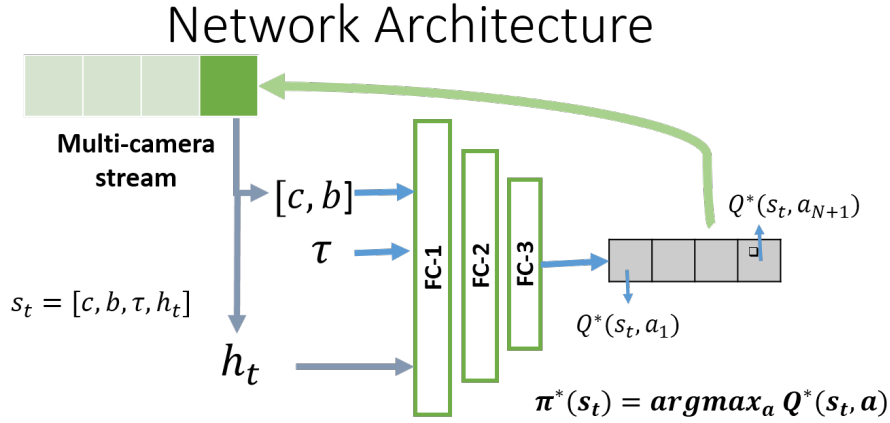 Network Architecture
Multi-camera
stream
[c, b]
τ
s_t = [c, b, τ, h_t]
h_t
FC-1
FC-2
FC-3
Q*(s_t, a_{N+1})
Q*(s_t, a_1)
π*(s_t) = argmax_a Q*(s_t, a)